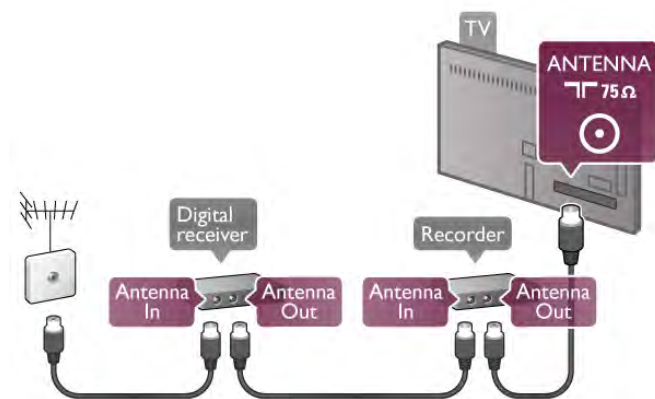 TV
ANTENNA
75 Ω
Digital
receiver
Recorder
Antenna
In
Antenna
Out
Antenna
In
Antenna
Out